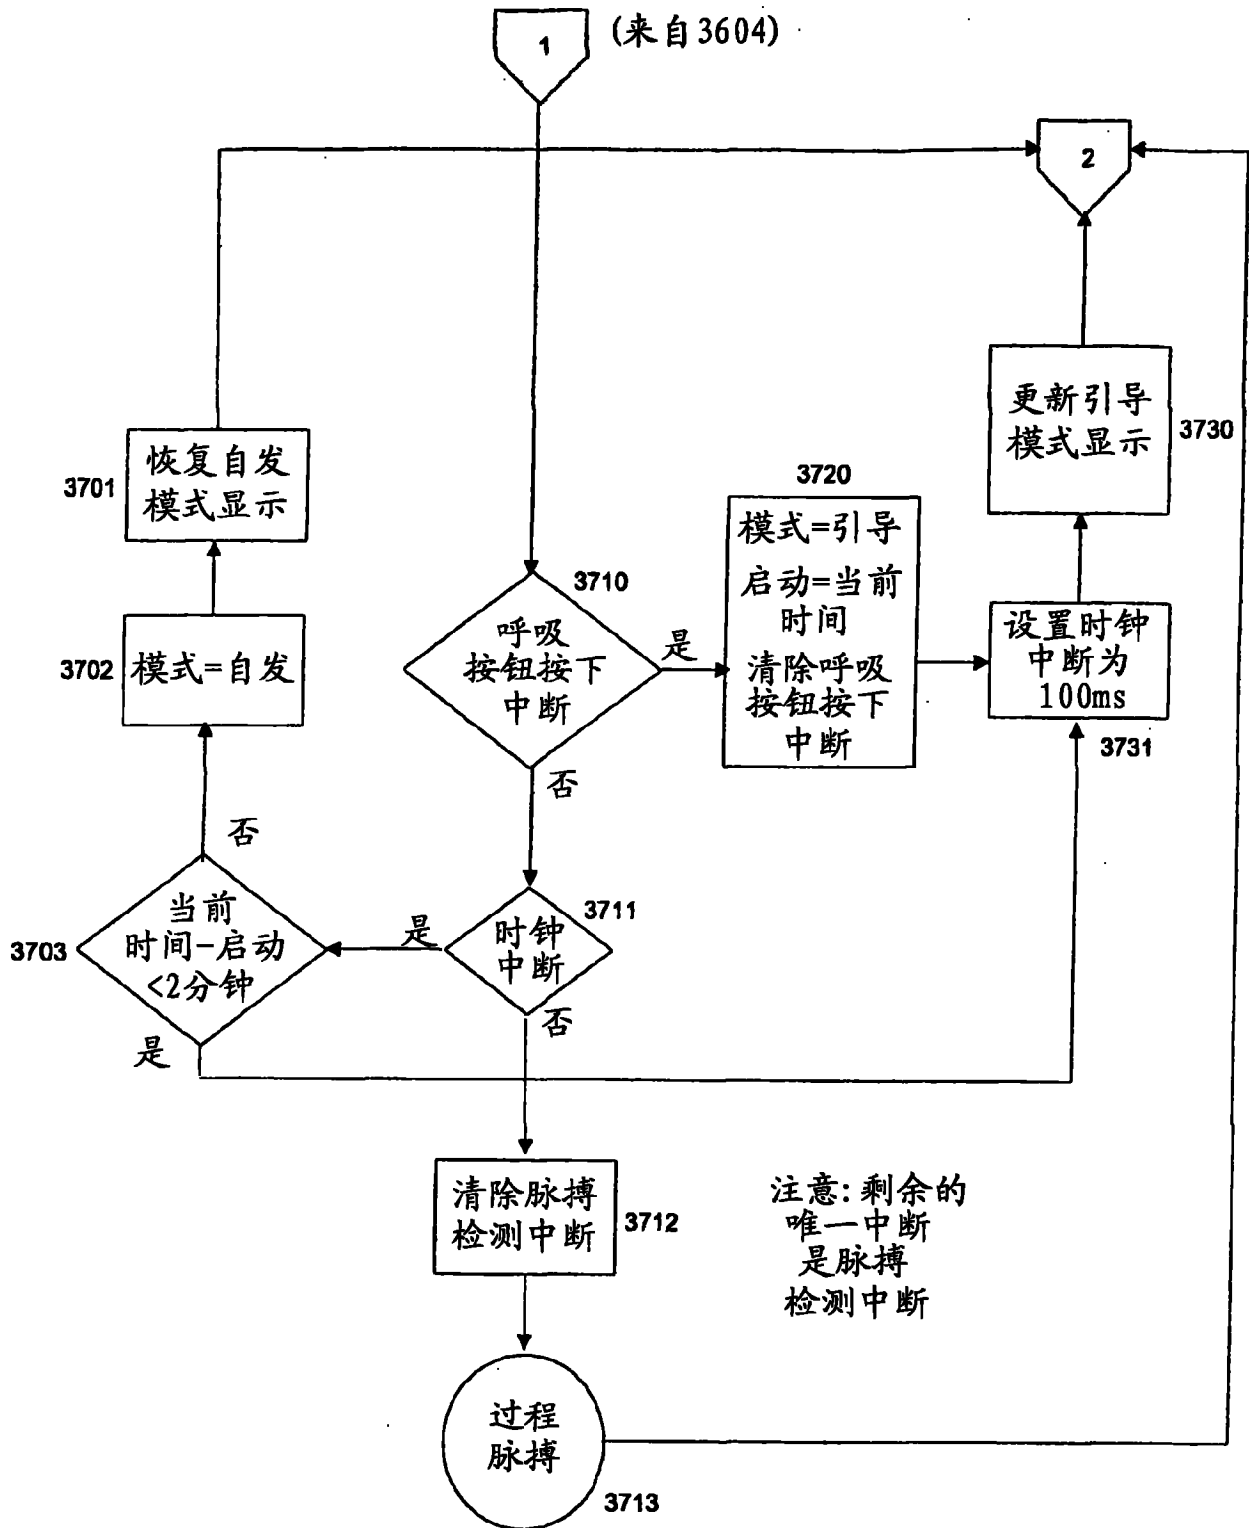 1
(来自3604)
2
更新引导
模式显示
3730
恢复自发
模式显示
3701
3720
模式=引导
启动=当前
时间
清除呼吸
按钮按下
中断
3710
呼吸
按钮按下
中断
是
否
设置时钟
中断为
100ms
3731
3702
模式=自发
否
当前
时间-启动
<2分钟
3703
是
是
3711
时钟
中断
否
清除脉搏
检测中断
3712
注意:剩余的
唯一中断
是脉搏
检测中断
过程
脉搏
3713